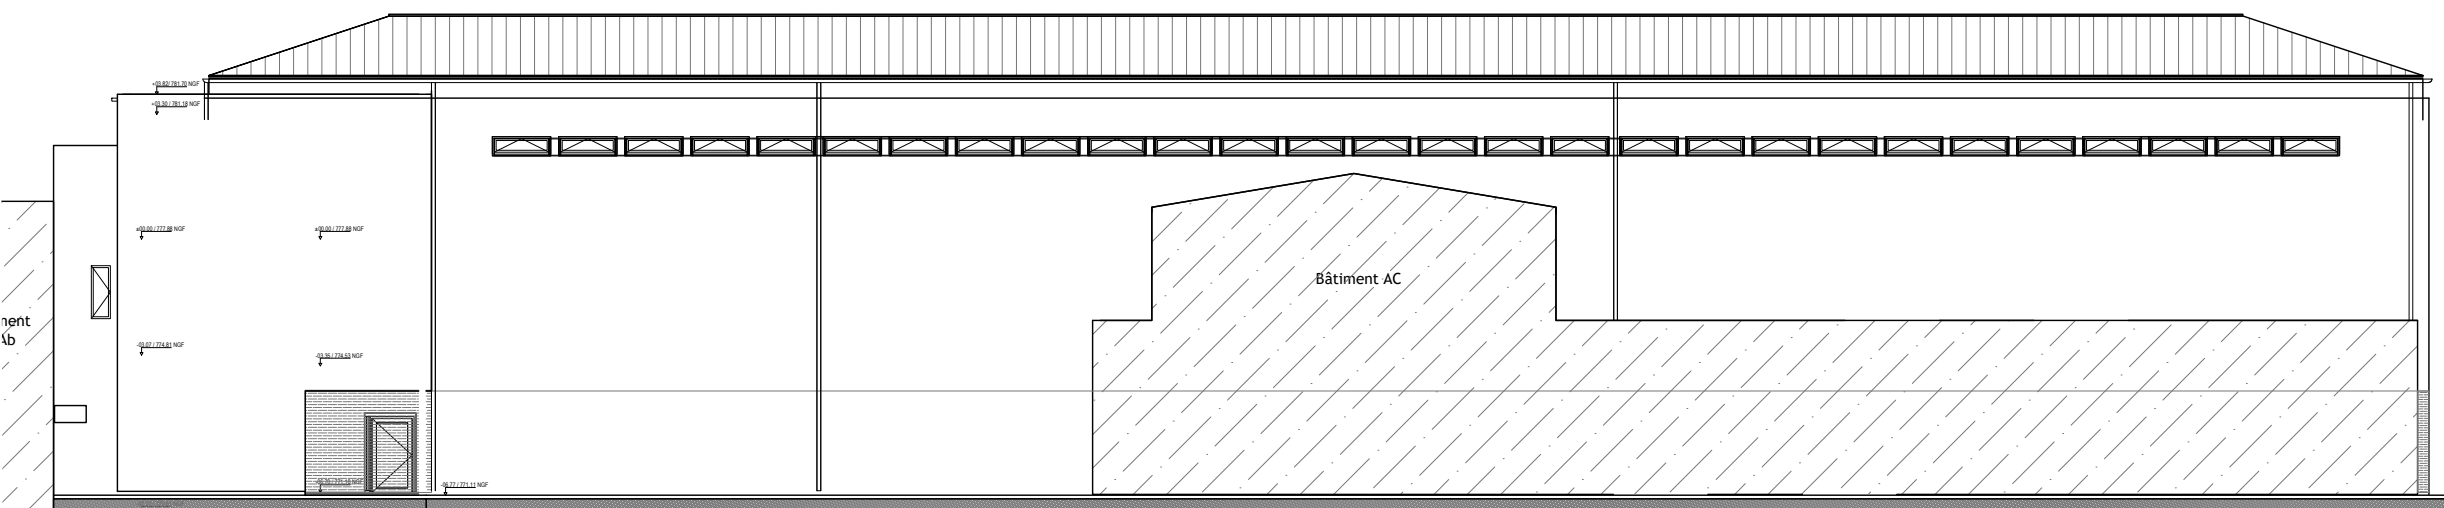 +03.82/ 781.70 NGF
+03.30 / 781.18 NGF
±00.00 / 777.88 NGF
±00.00 / 777.88 NGF
Bâtiment AC
nent
Ab
-03.07 / 774.81 NGF
-03.35 / 774.53 NGF
-06.77 / 771.11 NGF